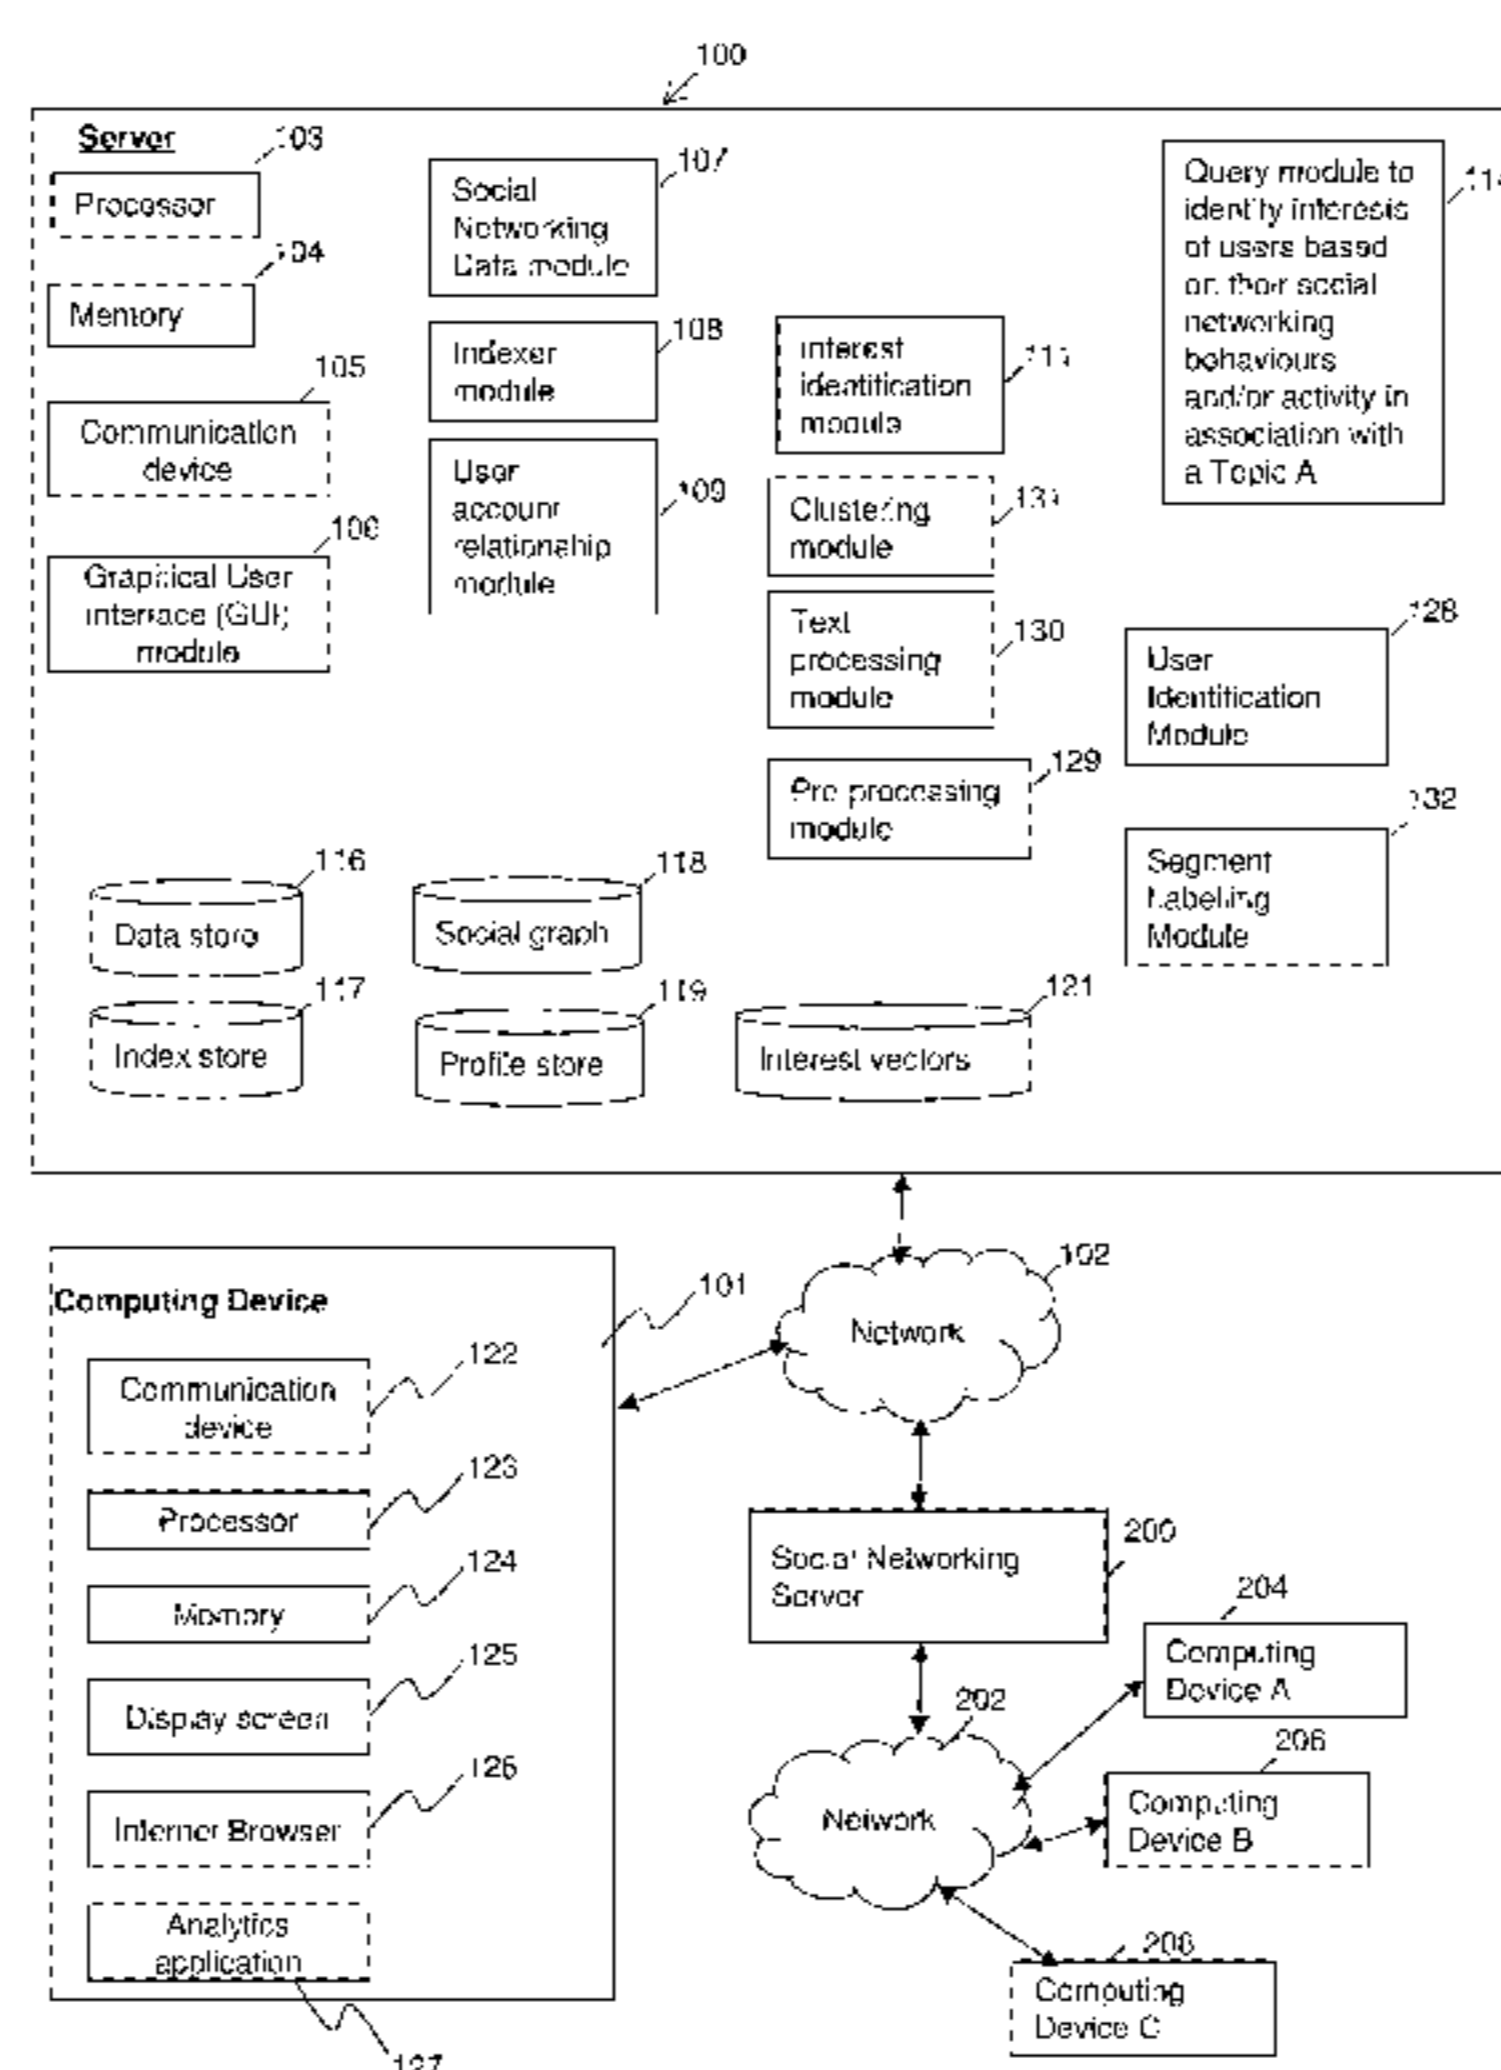 100
Server
103
Processor
104
Memory
105
Communication
device
106
Graphical User
interface (GUI)
module
107
Social
Networking
Data module
108
Indexer
module
109
User
account
relationship
module
Interest
identification
module
Clustering
module
130
Text
processing
module
129
Pre processing
module
Query module to
identify interests
of users based
on their social
networking
behaviours
and/or activity in
association with
a Topic A
128
User
Identification
Module
132
Segment
Labeling
Module
116
Data store
117
Index store
118
Social graph
119
Profile store
121
Interest vectors
101
Computing Device
122
Communication
device
123
Processor
124
Memory
125
Display screen
126
Internet Browser
Analytics
application
127
102
Network
200
Social Networking
Server
202
Network
204
Computing
Device A
206
Computing
Device B
208
Computing
Device C